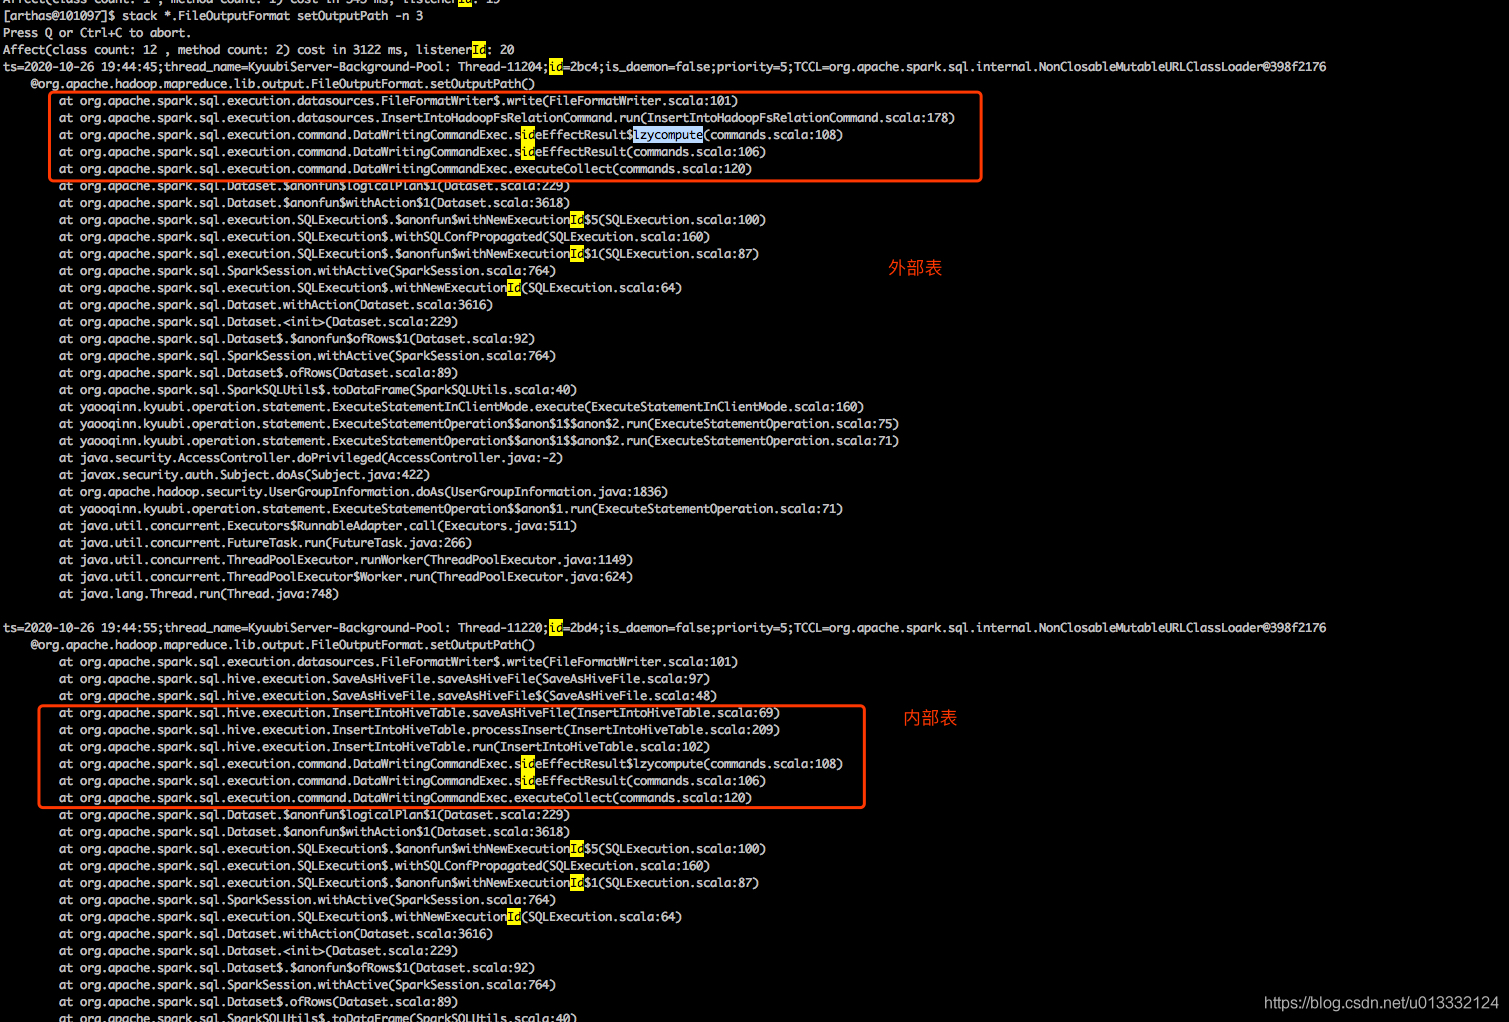 Affect(class count: 1 , method count: 1) cost in 545 ms, listenerId: 19
[arthas@101097]$ stack *.FileOutputFormat setOutputPath -n 3
Press Q or Ctrl+C to abort.
Affect(class count: 12 , method count: 2) cost in 3122 ms, listenerId: 20
ts=2020-10-26 19:44:45;thread_name=KyuubiServer-Background-Pool: Thread-11204;id=2bc4;is_daemon=false;priority=5;TCCL=org.apache.spark.sql.internal.NonClosableMutableURLClassLoader@398f2176
@org.apache.hadoop.mapreduce.lib.output.FileOutputFormat.setOutputPath()
at org.apache.spark.sql.execution.datasources.FileFormatWriter$.write(FileFormatWriter.scala:101)
at org.apache.spark.sql.execution.datasources.InsertIntoHadoopFsRelationCommand.run(InsertIntoHadoopFsRelationCommand.scala:178)
at org.apache.spark.sql.execution.command.DataWritingCommandExec.sideEffectResult$lzycompute(commands.scala:108)
at org.apache.spark.sql.execution.command.DataWritingCommandExec.sideEffectResult(commands.scala:106)
at org.apache.spark.sql.execution.command.DataWritingCommandExec.executeCollect(commands.scala:120)
at org.apache.spark.sql.Dataset.$anonfun$logicalPlan$1(Dataset.scala:229)
at org.apache.spark.sql.Dataset.$anonfun$withAction$1(Dataset.scala:3618)
at org.apache.spark.sql.execution.SQLExecution$.$anonfun$withNewExecutionId$5(SQLExecution.scala:100)
at org.apache.spark.sql.execution.SQLExecution$.withSQLConfPropagated(SQLExecution.scala:160)
at org.apache.spark.sql.execution.SQLExecution$.$anonfun$withNewExecutionId$1(SQLExecution.scala:87)
at org.apache.spark.sql.SparkSession.withActive(SparkSession.scala:764)
外部表
at org.apache.spark.sql.execution.SQLExecution$.withNewExecutionId(SQLExecution.scala:64)
at org.apache.spark.sql.Dataset.withAction(Dataset.scala:3616)
at org.apache.spark.sql.Dataset.<init>(Dataset.scala:229)
at org.apache.spark.sql.Dataset$.$anonfun$ofRows$1(Dataset.scala:92)
at org.apache.spark.sql.SparkSession.withActive(SparkSession.scala:764)
at org.apache.spark.sql.Dataset$.ofRows(Dataset.scala:89)
at org.apache.spark.sql.SparkSQLUtils$.toDataFrame(SparkSQLUtils.scala:40)
at yaooqinn.kyuubi.operation.statement.ExecuteStatementInClientMode.execute(ExecuteStatementInClientMode.scala:160)
at yaooqinn.kyuubi.operation.statement.ExecuteStatementOperation$$anon$1$$anon$2.run(ExecuteStatementOperation.scala:75)
at yaooqinn.kyuubi.operation.statement.ExecuteStatementOperation$$anon$1$$anon$2.run(ExecuteStatementOperation.scala:71)
at java.security.AccessController.doPrivileged(AccessController.java:-2)
at javax.security.auth.Subject.doAs(Subject.java:422)
at org.apache.hadoop.security.UserGroupInformation.doAs(UserGroupInformation.java:1836)
at yaooqinn.kyuubi.operation.statement.ExecuteStatementOperation$$anon$1.run(ExecuteStatementOperation.scala:71)
at java.util.concurrent.Executors$RunnableAdapter.call(Executors.java:511)
at java.util.concurrent.FutureTask.run(FutureTask.java:266)
at java.util.concurrent.ThreadPoolExecutor.runWorker(ThreadPoolExecutor.java:1149)
at java.util.concurrent.ThreadPoolExecutor$Worker.run(ThreadPoolExecutor.java:624)
at java.lang.Thread.run(Thread.java:748)
ts=2020-10-26 19:44:55;thread_name=KyuubiServer-Background-Pool: Thread-11220;id=2bd4;is_daemon=false;priority=5;TCCL=org.apache.spark.sql.internal.NonClosableMutableURLClassLoader@398f2176
@org.apache.hadoop.mapreduce.lib.output.FileOutputFormat.setOutputPath()
at org.apache.spark.sql.execution.datasources.FileFormatWriter$.write(FileFormatWriter.scala:101)
at org.apache.spark.sql.hive.execution.SaveAsHiveFile.saveAsHiveFile(SaveAsHiveFile.scala:97)
at org.apache.spark.sql.hive.execution.SaveAsHiveFile.saveAsHiveFile$(SaveAsHiveFile.scala:48)
at org.apache.spark.sql.hive.execution.InsertIntoHiveTable.saveAsHiveFile(InsertIntoHiveTable.scala:69)
内部表
at org.apache.spark.sql.hive.execution.InsertIntoHiveTable.processInsert(InsertIntoHiveTable.scala:209)
at org.apache.spark.sql.hive.execution.InsertIntoHiveTable.run(InsertIntoHiveTable.scala:102)
at org.apache.spark.sql.execution.command.DataWritingCommandExec.sideEffectResult$lzycompute(commands.scala:108)
at org.apache.spark.sql.execution.command.DataWritingCommandExec.sideEffectResult(commands.scala:106)
at org.apache.spark.sql.execution.command.DataWritingCommandExec.executeCollect(commands.scala:120)
at org.apache.spark.sql.Dataset.$anonfun$logicalPlan$1(Dataset.scala:229)
at org.apache.spark.sql.Dataset.$anonfun$withAction$1(Dataset.scala:3618)
at org.apache.spark.sql.execution.SQLExecution$.$anonfun$withNewExecutionId$5(SQLExecution.scala:100)
at org.apache.spark.sql.execution.SQLExecution$.withSQLConfPropagated(SQLExecution.scala:160)
at org.apache.spark.sql.execution.SQLExecution$.$anonfun$withNewExecutionId$1(SQLExecution.scala:87)
at org.apache.spark.sql.SparkSession.withActive(SparkSession.scala:764)
at org.apache.spark.sql.execution.SQLExecution$.withNewExecutionId(SQLExecution.scala:64)
at org.apache.spark.sql.Dataset.withAction(Dataset.scala:3616)
at org.apache.spark.sql.Dataset.<init>(Dataset.scala:229)
at org.apache.spark.sql.Dataset$.$anonfun$ofRows$1(Dataset.scala:92)
at org.apache.spark.sql.SparkSession.withActive(SparkSession.scala:764)
at org.apache.spark.sql.Dataset$.ofRows(Dataset.scala:89)
https://blog.csdn.net/u013332124
at org.apache.spark.sql.SparkSQLUtils$.toDataFrame(SparkSQLUtils.scala:40)